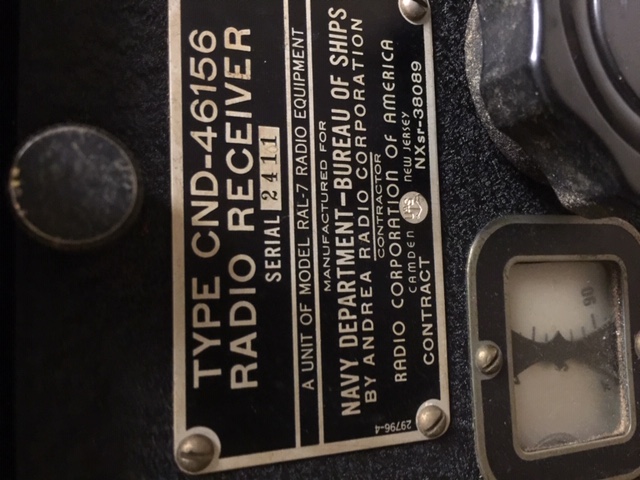 TYPE CND-46156
RADIO RECEIVER
SERIAL 2411
A UNIT OF MODEL RAL-7 RADIO EQUIPMENT
MANUFACTURED FOR
NAVY DEPARTMENT-BUREAU OF SHIPS
BY ANDREA RADIO CORPORATION
CONTRACTOR
RADIO CORPORATION OF AMERICA
CAMDEN NEW JERSEY
CONTRACT NXsr-38089
29796-4
90